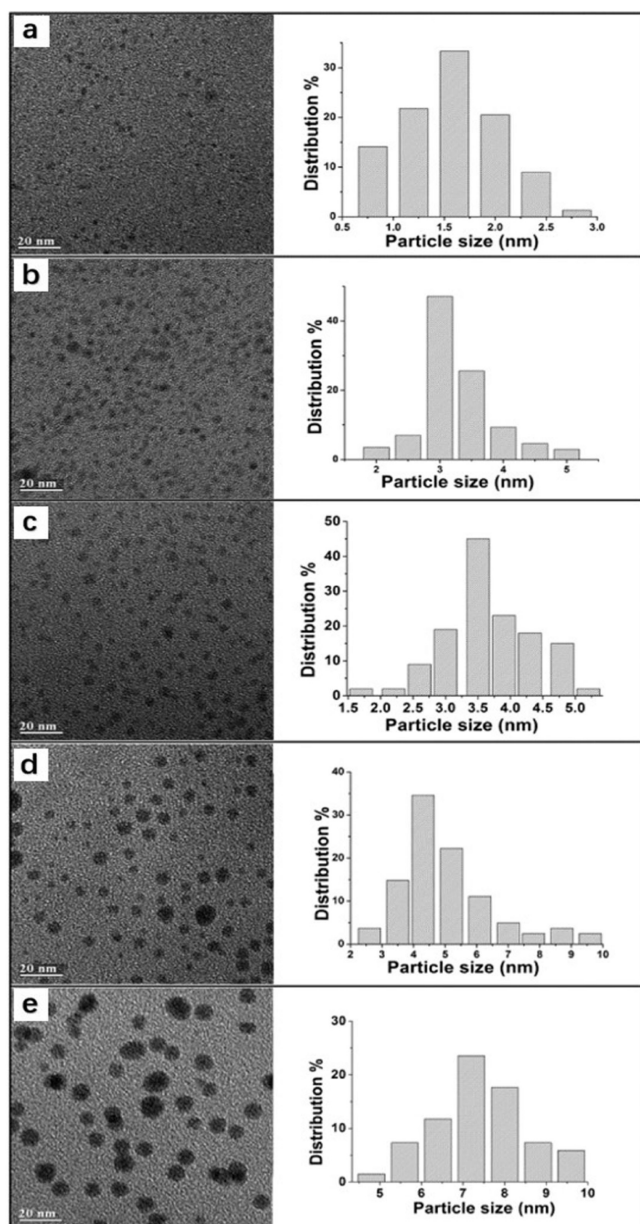 a
20 nm
Distribution %
30
20
10
0
0.5 1.0 1.5 2.0 2.5 3.0
Particle size (nm)
b
20 nm
Distribution %
40
20
0
2 3 4 5
Particle size (nm)
c
20 nm
Distribution %
50
40
30
20
10
0
1.5 2.0 2.5 3.0 3.5 4.0 4.5 5.0
Particle size (nm)
d
20 nm
Distribution %
40
30
20
10
0
2 3 4 5 6 7 8 9 10
Particle size (nm)
e
20 nm
Distribution %
30
20
10
0
5 6 7 8 9 10
Particle size (nm)